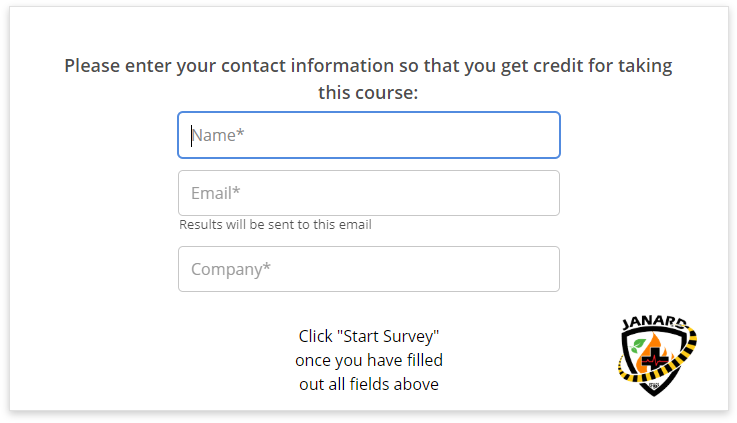 Please enter your contact information so that you get credit for taking
this course:
Name*
Email*
Results will be sent to this email
Company*
Click "Start Survey"
once you have filled
out all fields above
JANARD